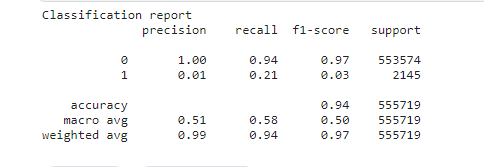 Classification report
precision recall f1-score support
0 1.00 0.94 0.97 553574
1 0.01 0.21 0.03 2145
accuracy 0.94 555719
macro avg 0.51 0.58 0.50 555719
weighted avg 0.99 0.94 0.97 555719